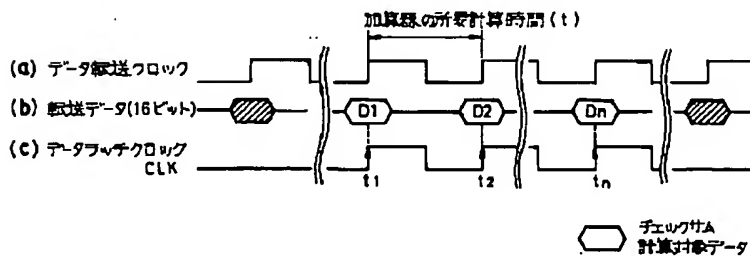 加算器の所要計算時間(t)
(a) データ転送クロック
(b) 転送データ(16ビット)
D1
D2
Dn
(c) データラッチクロック
CLK
t1
t2
tn
チェックサム
計算対象データ